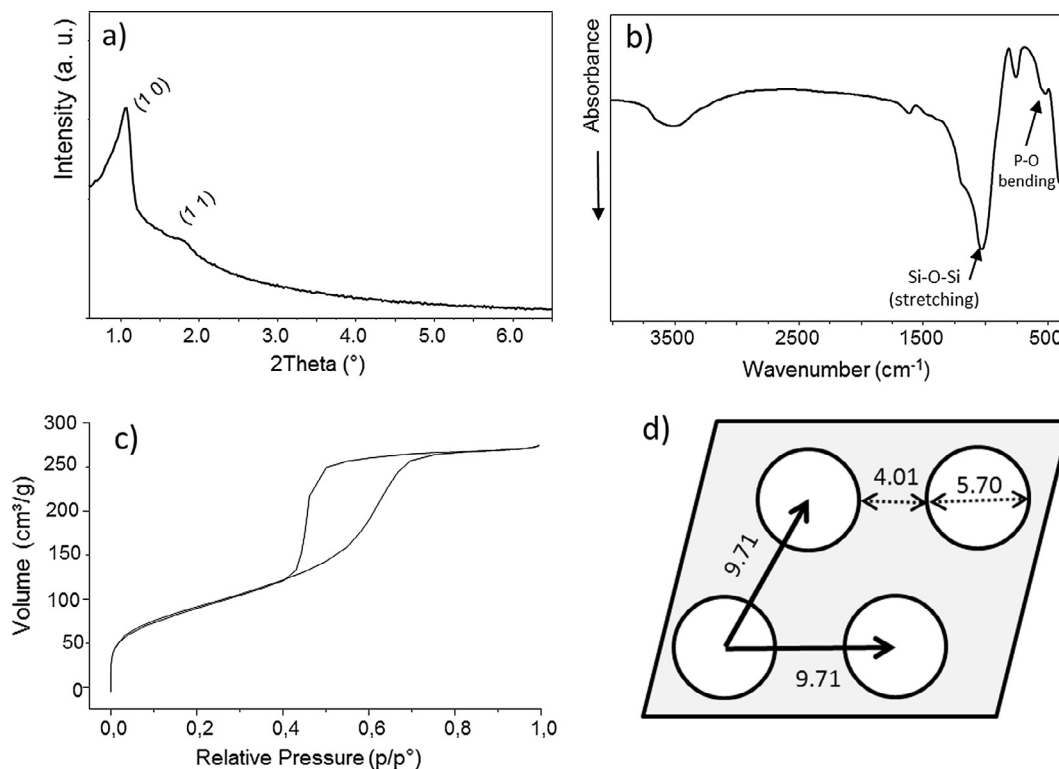 a)
Intensity (a. u.)
(1 0)
(1 1)
1.0 2.0 3.0 4.0 5.0 6.0
2Theta (°)
b)
Absorbance
P-O
bending
Si-O-Si
(stretching)
3500 2500 1500 500
Wavenumber (cm⁻¹)
c)
Volume (cm³/g)
300
250
200
150
100
50
0
0,0 0,2 0,4 0,6 0,8 1,0
Relative Pressure (p/p°)
d)
4.01
5.70
9.71
9.71